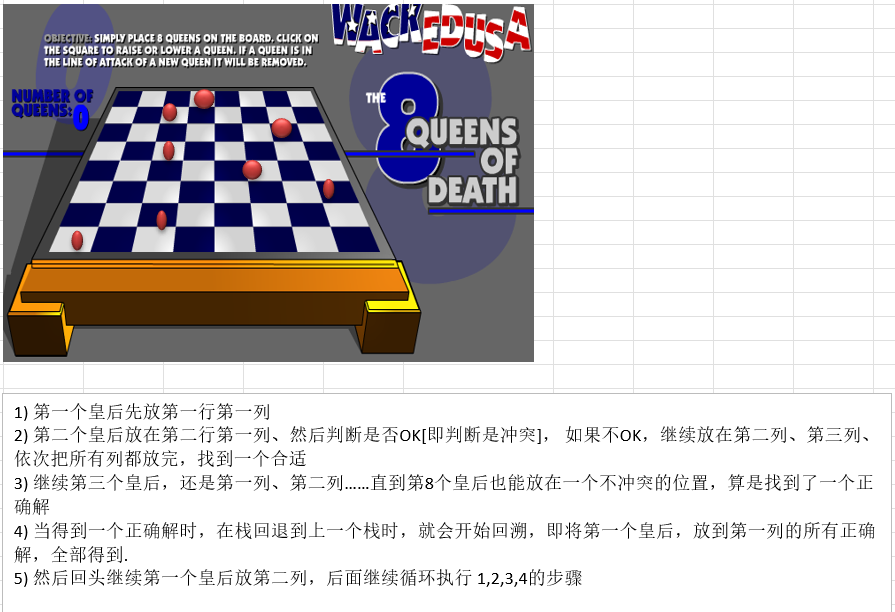 WACKEDUSA
OBJECTIVE: SIMPLY PLACE 8 QUEENS ON THE BOARD. CLICK ON
THE SQUARE TO RAISE OR LOWER A QUEEN. IF A QUEEN IS IN
THE LINE OF ATTACK OF A NEW QUEEN IT WILL BE REMOVED.
NUMBER OF
QUEENS: 0
THE 8
QUEENS
OF
DEATH
1) 第一个皇后先放第一行第一列
2) 第二个皇后放在第二行第一列、然后判断是否OK[即判断是冲突]， 如果不OK，继续放在第二列、第三列、
依次把所有列都放完，找到一个合适
3) 继续第三个皇后，还是第一列、第二列……直到第8个皇后也能放在一个不冲突的位置，算是找到了一个正
确解
4) 当得到一个正确解时，在栈回退到上一个栈时，就会开始回溯，即将第一个皇后，放到第一列的所有正确
解，全部得到.
5) 然后回头继续第一个皇后放第二列，后面继续循环执行 1,2,3,4的步骤